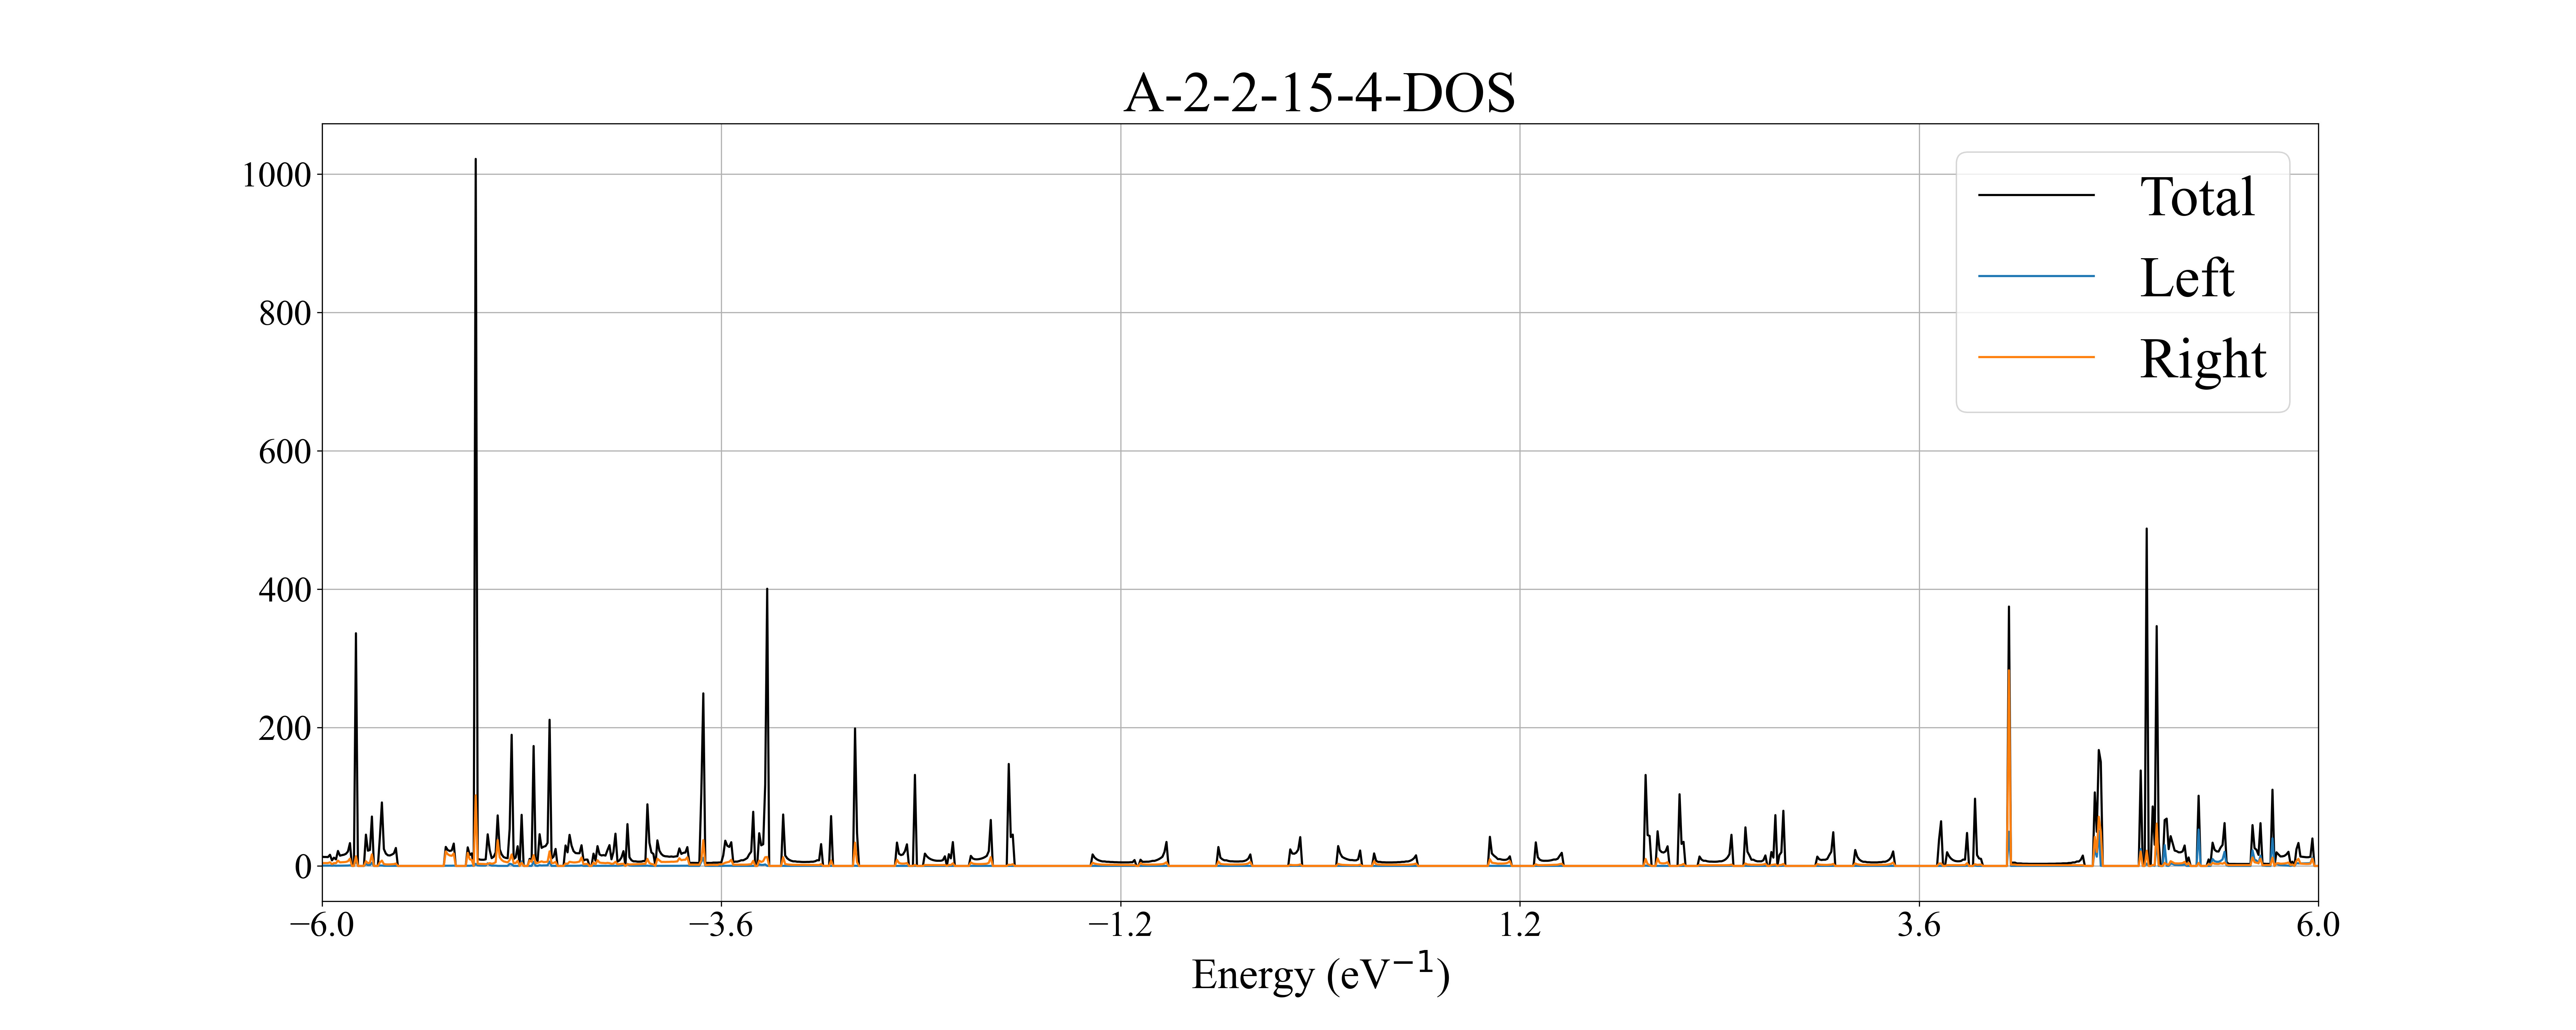 A-2-2-15-4-DOS
1000
800
600
400
200
0
Total
Left
Right
−6.0 −3.6 −1.2 1.2 3.6 6.0
Energy (eV⁻¹)